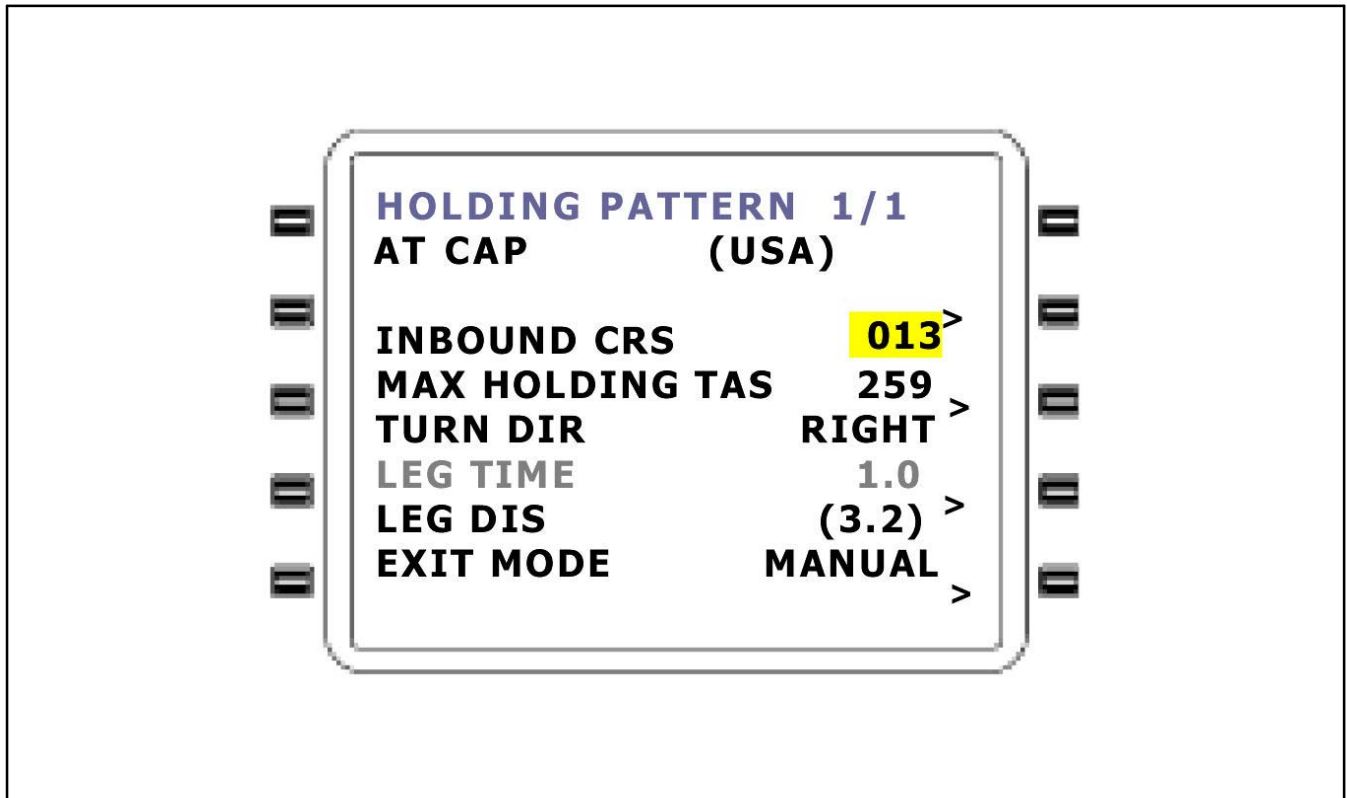 HOLDING PATTERN 1/1
AT CAP (USA)
INBOUND CRS 013>
MAX HOLDING TAS 259
TURN DIR RIGHT >
LEG TIME 1.0
LEG DIS (3.2) >
EXIT MODE MANUAL
>